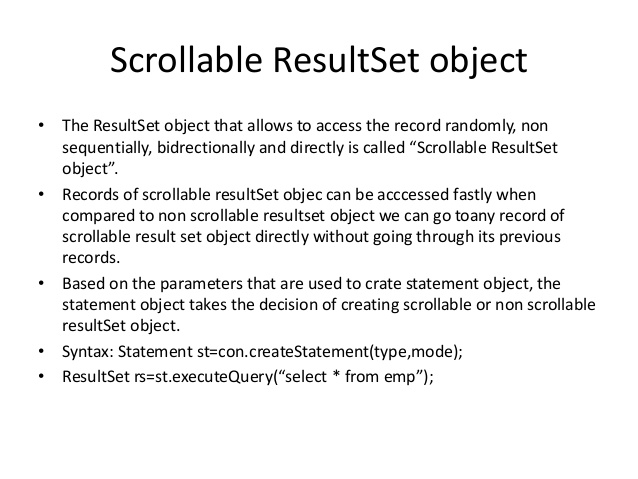 Scrollable ResultSet object
• The ResultSet object that allows to access the record randomly, non
sequentially, bidrectionally and directly is called “Scrollable ResultSet
object”.
• Records of scrollable resultSet objec can be acccessed fastly when
compared to non scrollable resultset object we can go toany record of
scrollable result set object directly without going through its previous
records.
• Based on the parameters that are used to crate statement object, the
statement object takes the decision of creating scrollable or non scrollable
resultSet object.
• Syntax: Statement st=con.createStatement(type,mode);
• ResultSet rs=st.executeQuery(“select * from emp”);